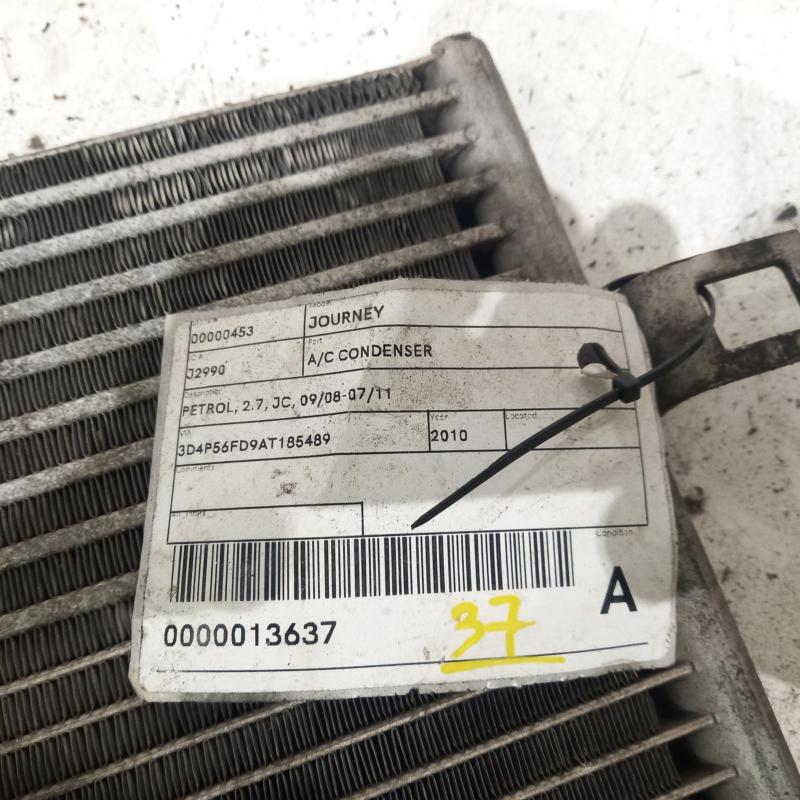 Model
00000453 JOURNEY
Part
J2990 A/C CONDENSER
Description
PETROL, 2.7, JC, 09/08-07/11
VIN Year Located
3D4P56FD9AT185489 2010
Comments
Condition
A
0000013637
37